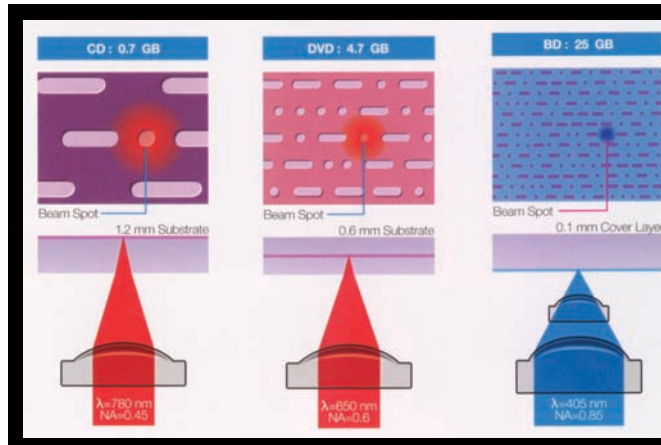 CD : 0.7 GB
DVD : 4.7 GB
BD : 25 GB
Beam Spot
Beam Spot
Beam Spot
1.2 mm Substrate
0.6 mm Substrate
0.1 mm Cover Layer
λ=780 nm
NA=0.45
λ=650 nm
NA=0.6
λ=405 nm
NA=0.85